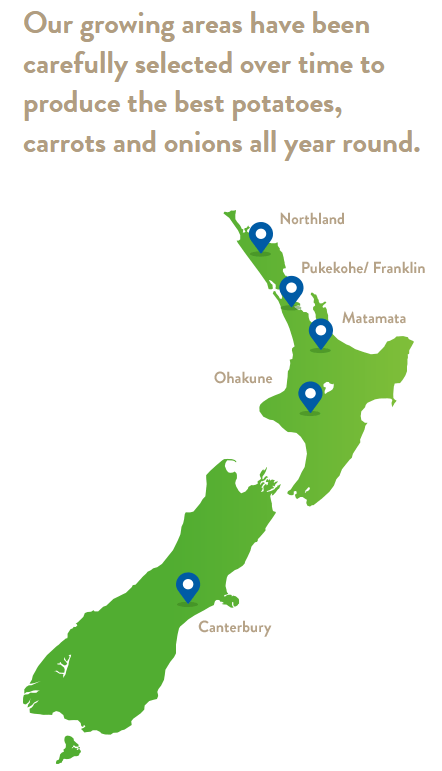 Our growing areas have been
carefully selected over time to
produce the best potatoes,
carrots and onions all year round.
Northland
Pukekohe/ Franklin
Matamata
Ohakune
Canterbury